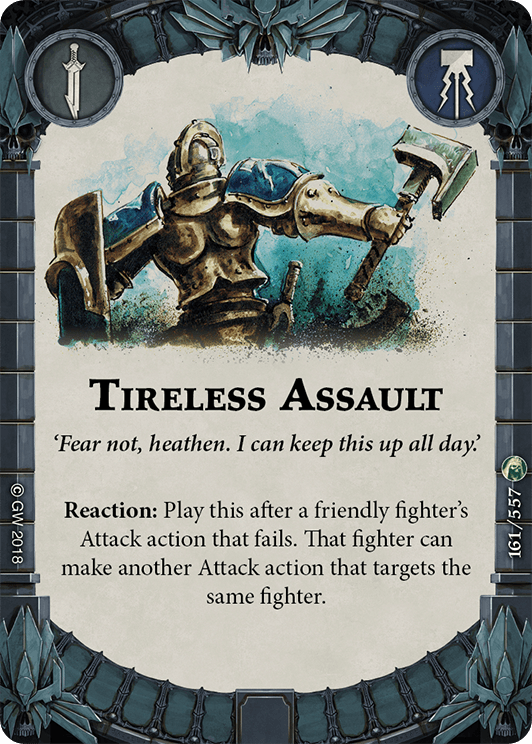 TIRELESS ASSAULT
‘Fear not, heathen. I can keep this up all day.’
Reaction: Play this after a friendly fighter’s
Attack action that fails. That fighter can
make another Attack action that targets the
same fighter.
© GW 2018
161/557